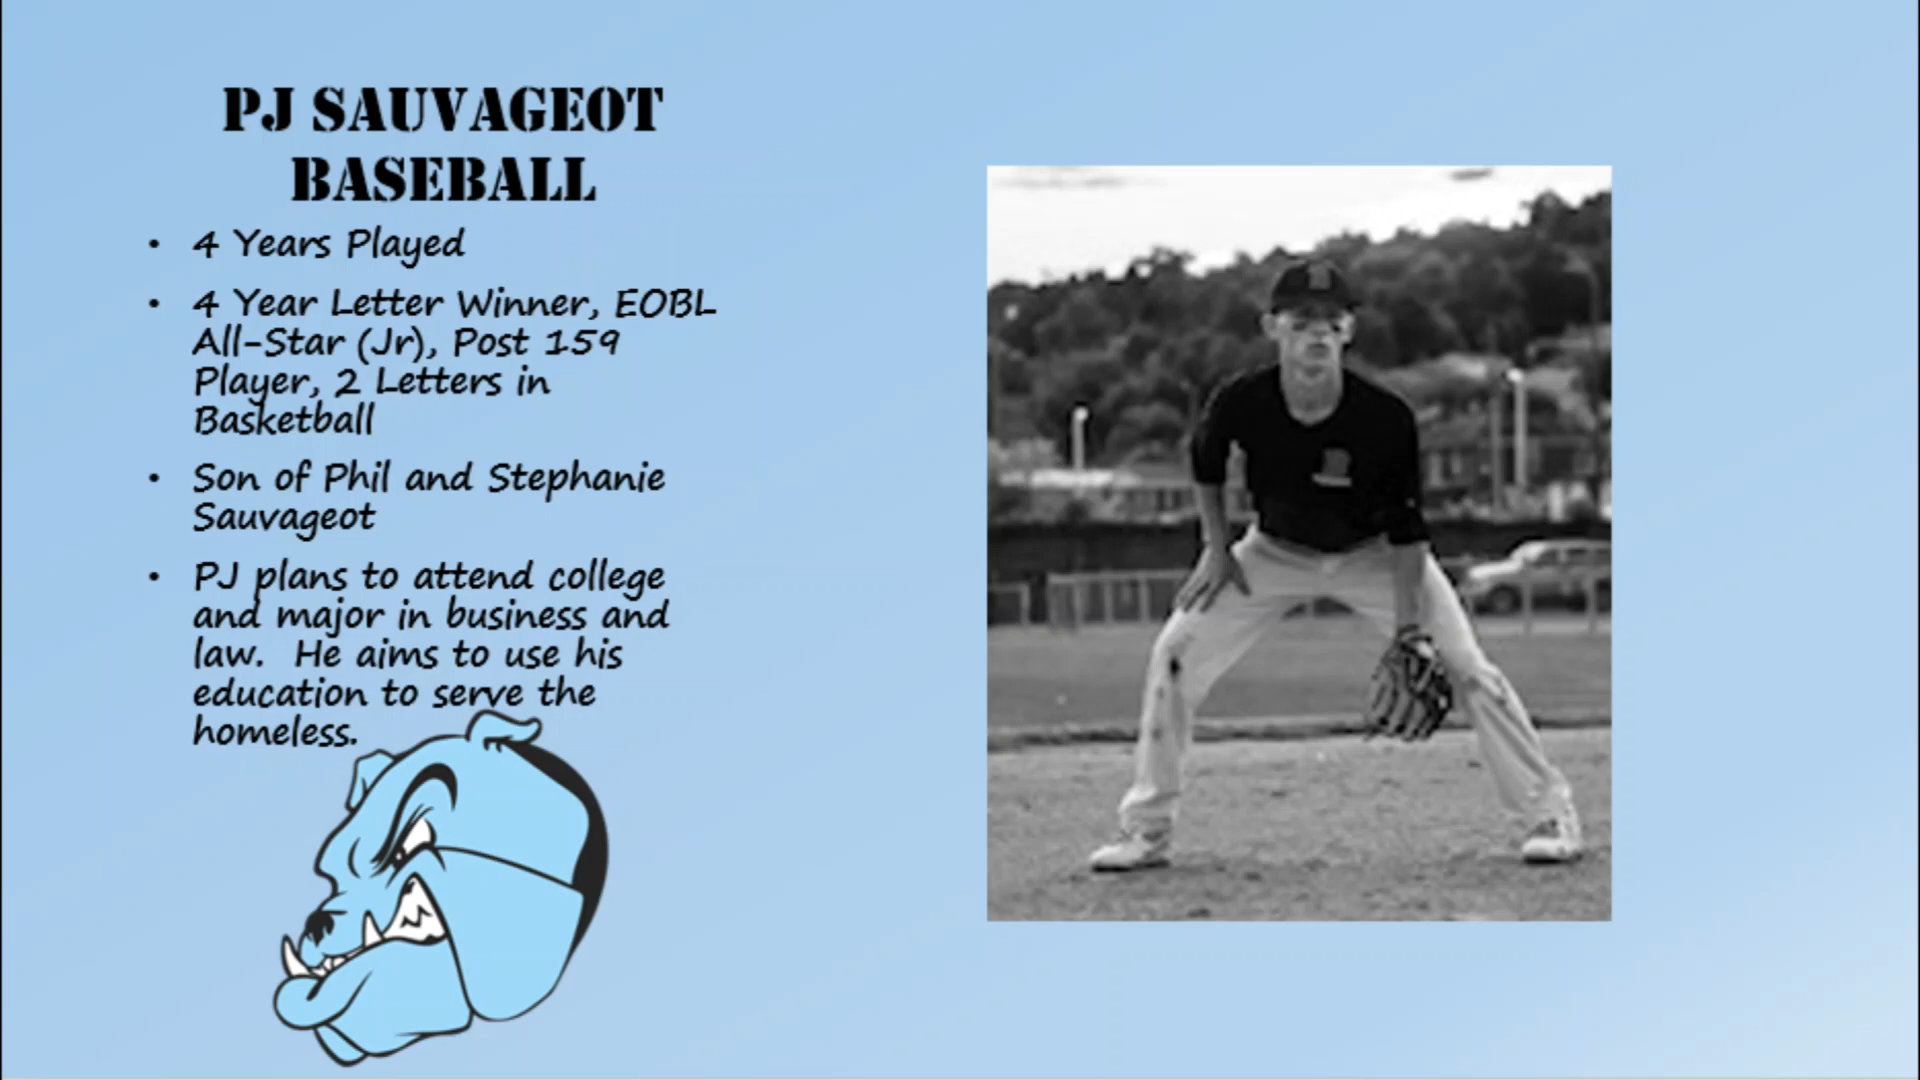 PJ SAUVAGEOT
BASEBALL
• 4 Years Played
• 4 Year Letter Winner, EOBL
All-Star (Jr), Post 159
Player, 2 Letters in
Basketball
• Son of Phil and Stephanie
Sauvageot
• PJ plans to attend college
and major in business and
law.  He aims to use his
education to serve the
homeless.